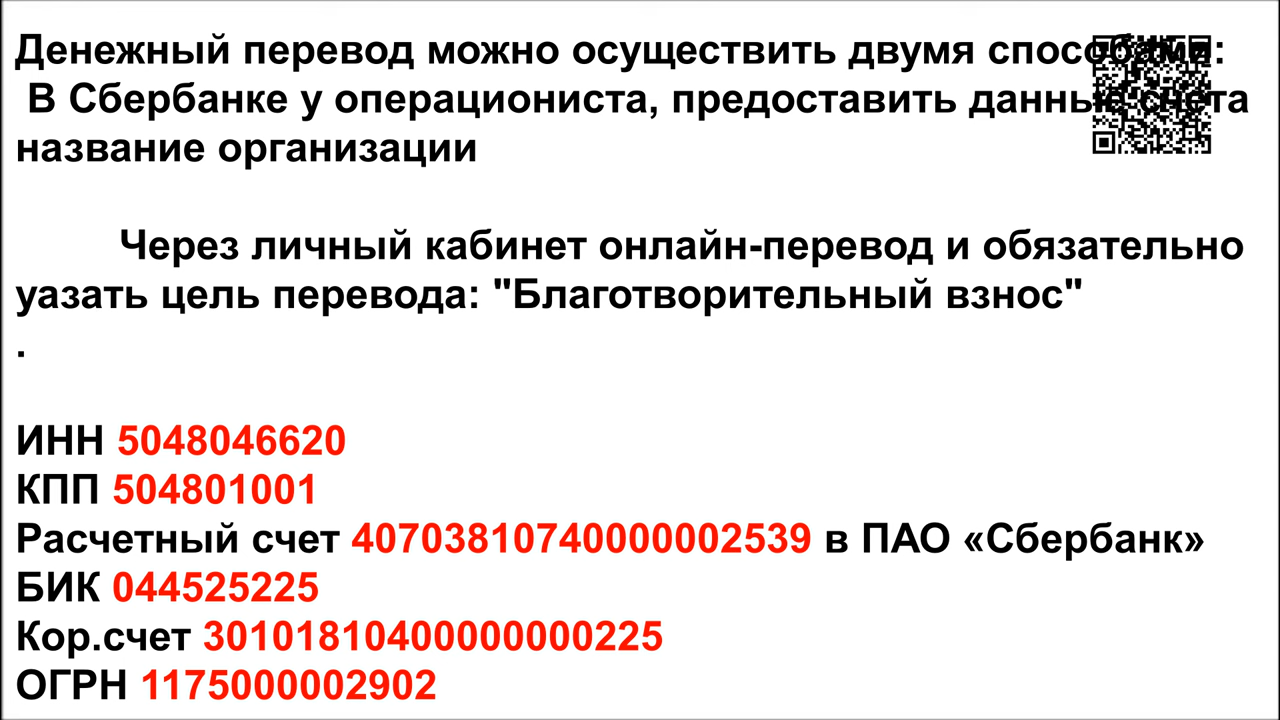 Денежный перевод можно осуществить двумя способами:
В Сбербанке у операциониста, предоставить данные счета
название организации
Через личный кабинет онлайн-перевод и обязательно
уазать цель перевода: "Благотворительный взнос"
.
ИНН 5048046620
КПП 504801001
Расчетный счет 40703810740000002539 в ПАО «Сбербанк»
БИК 044525225
Кор.счет 30101810400000000225
ОГРН 1175000002902